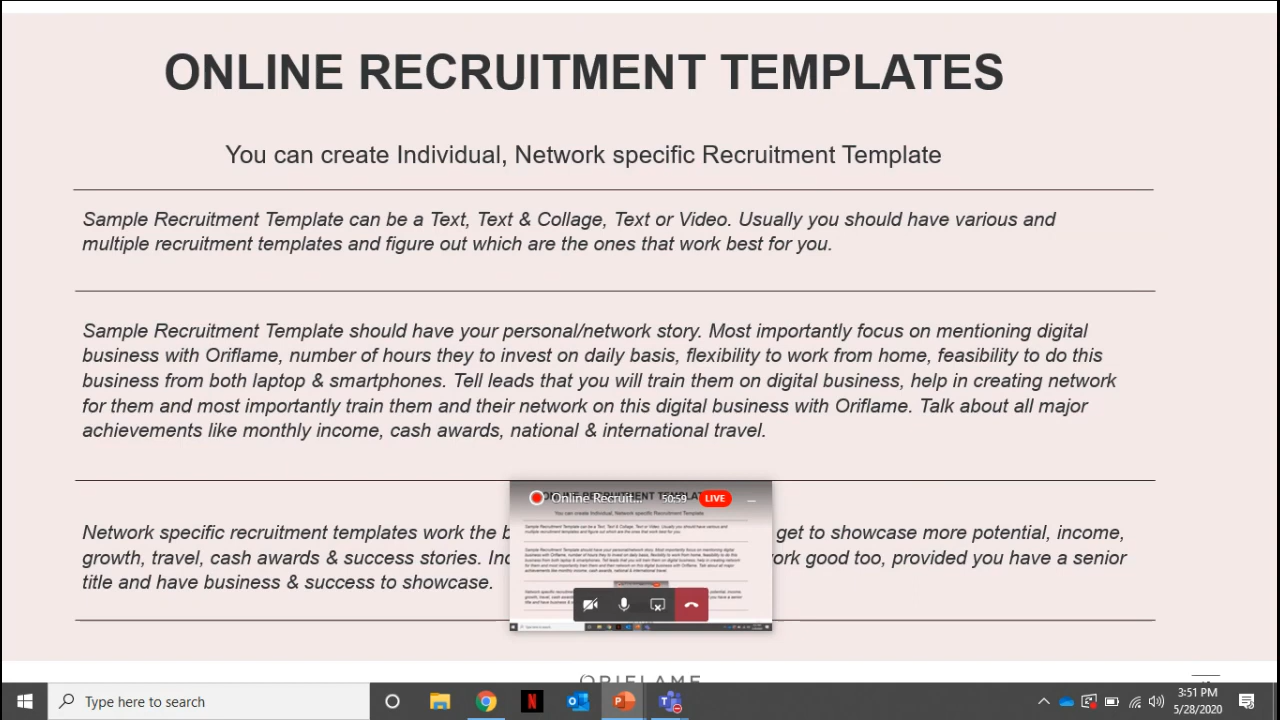 ONLINE RECRUITMENT TEMPLATES
You can create Individual, Network specific Recruitment Template
Sample Recruitment Template can be a Text, Text & Collage, Text or Video. Usually you should have various and
multiple recruitment templates and figure out which are the ones that work best for you.
Sample Recruitment Template should have your personal/network story. Most importantly focus on mentioning digital
business with Oriflame, number of hours they to invest on daily basis, flexibility to work from home, feasibility to do this
business from both laptop & smartphones. Tell leads that you will train them on digital business, help in creating network
for them and most importantly train them and their network on this digital business with Oriflame. Talk about all major
achievements like monthly income, cash awards, national & international travel.
Online Recruit... 50:59 LIVE
Network specific recruitment templates work the get to showcase more potential, income,
growth, travel, cash awards & success stories. good too, provided you have a senior
title and have business & success to showcase.
ORIFLAME
Type here to search
3:51 PM
5/28/2020